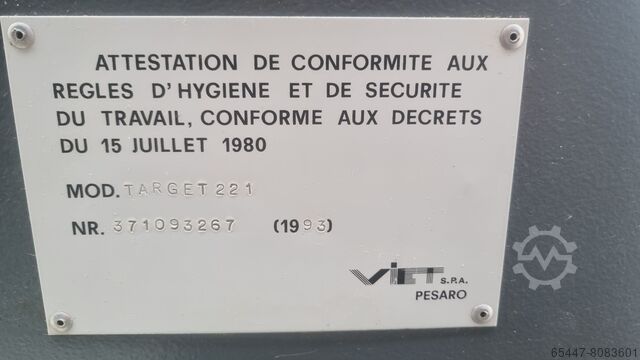 ATTESTATION DE CONFORMITE AUX
REGLES D'HYGIENE ET DE SECURITE
DU TRAVAIL, CONFORME AUX DECRETS
DU 15 JUILLET 1980
MOD. TARGET 221
NR. 371093267 (1993)
VIET S.P.A.
PESARO
65447-8083601